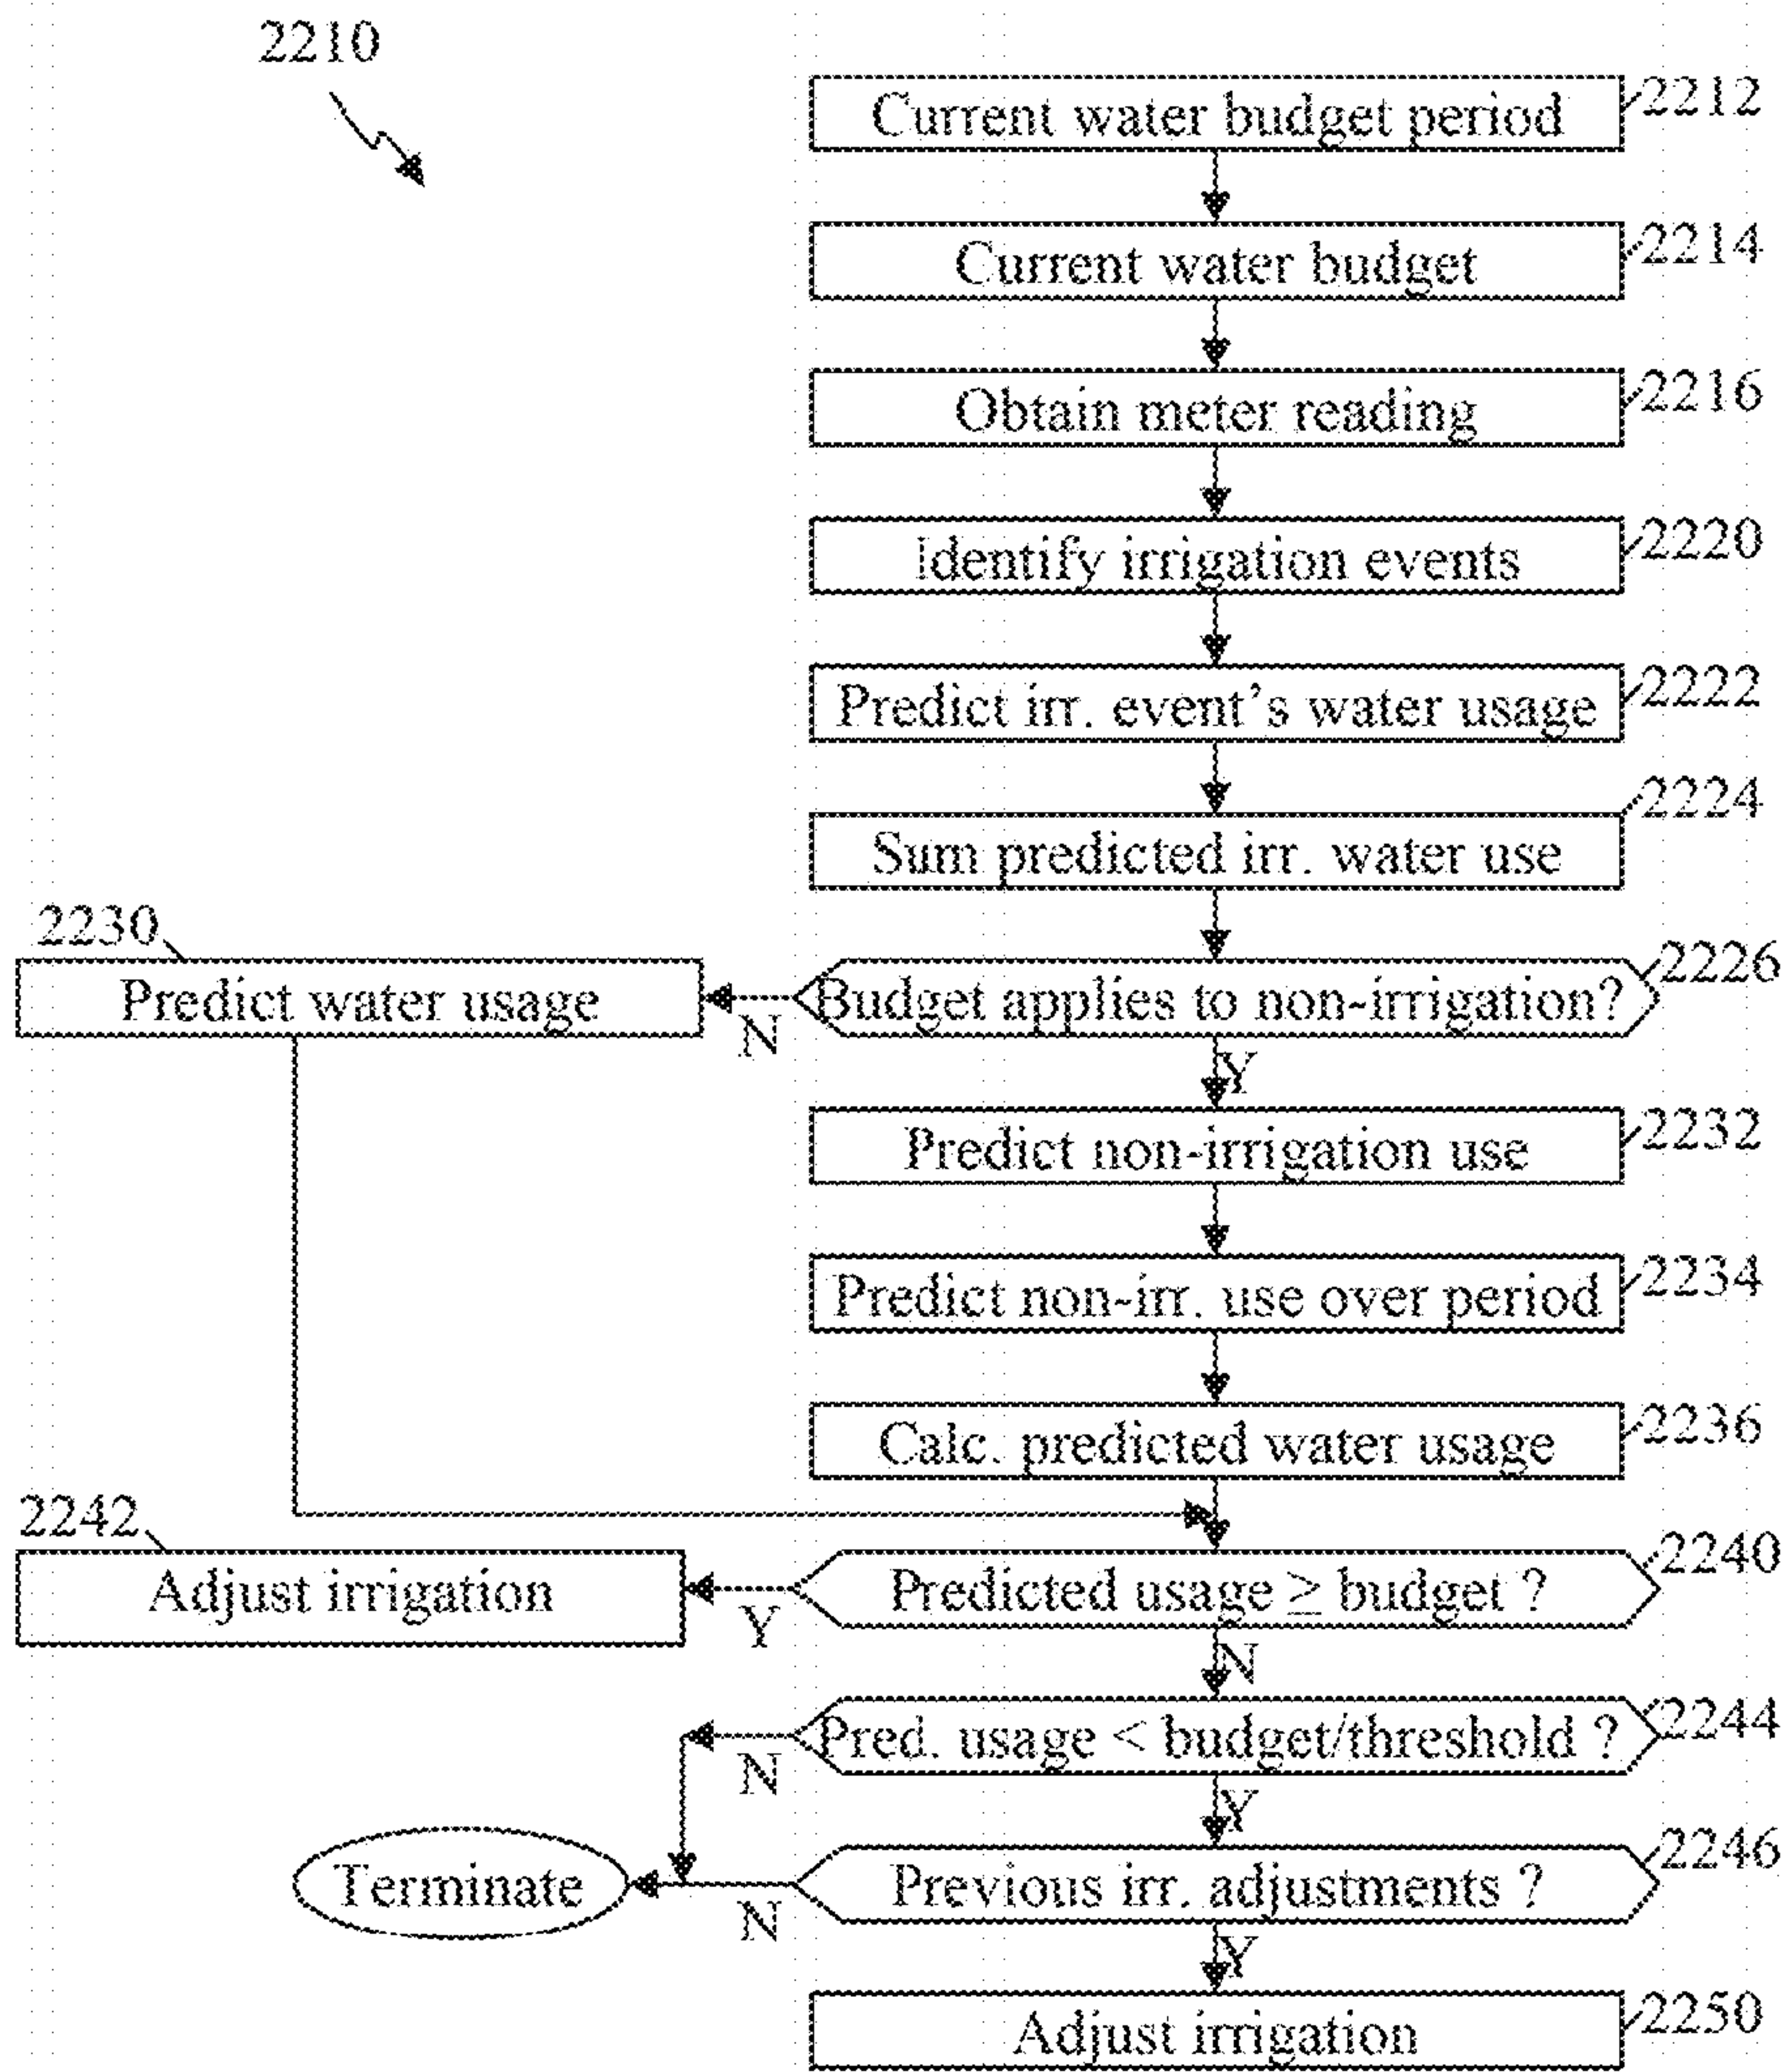 2210
Current water budget period 2212
Current water budget 2214
Obtain meter reading 2216
Identify irrigation events 2220
Predict irr. event's water usage 2222
2224
Sum predicted irr. water use
2230
Predict water usage
N
Budget applies to non-irrigation? 2226
Y
Predict non-irrigation use 2232
Predict non-irr. use over period 2234
Calc. predicted water usage 2236
2242
Adjust irrigation
Y
Predicted usage ≥ budget ? 2240
N
Pred. usage < budget/threshold ? 2244
N
Y
Terminate
N
Previous irr. adjustments ? 2246
Y
Adjust irrigation 2250